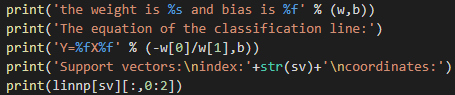 print('the weight is %s and bias is %f' % (w,b))
print('The equation of the classification line:')
print('Y=%fX%f' % (-w[0]/w[1],b))
print('Support vectors:\nindex:'+str(sv)+'\ncoordinates:')
print(linnp[sv][:,0:2])